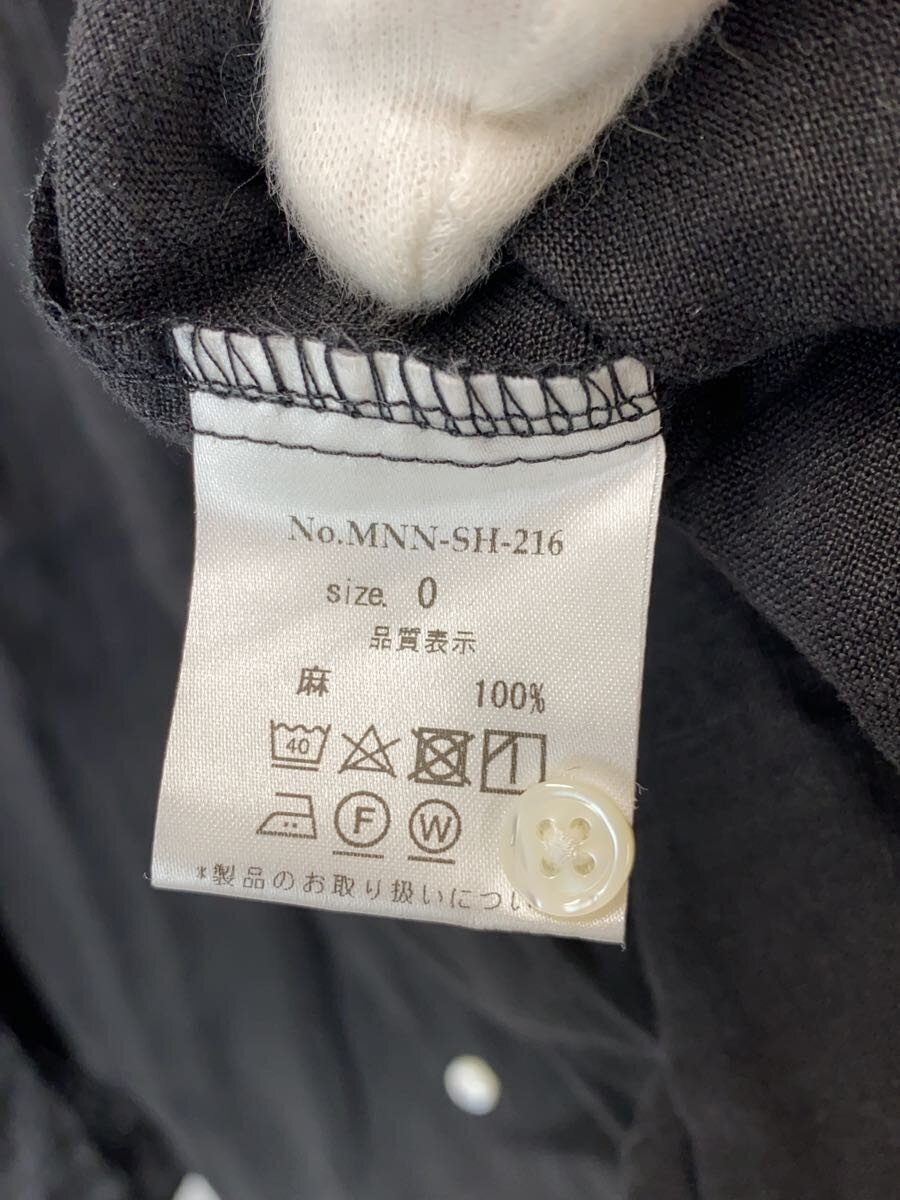 No.MNN-SH-216
size. 0
品質表示
麻 100%
40
F W
*製品のお取り扱いについ